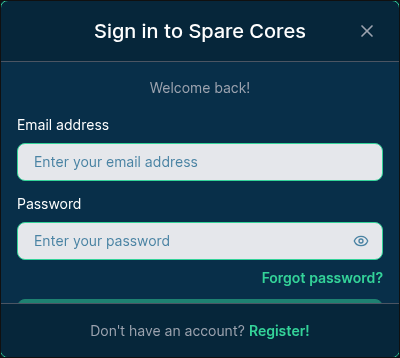 Sign in to Spare Cores
Welcome back!
Email address
Enter your email address
Password
Enter your password
Forgot password?
Don't have an account? Register!